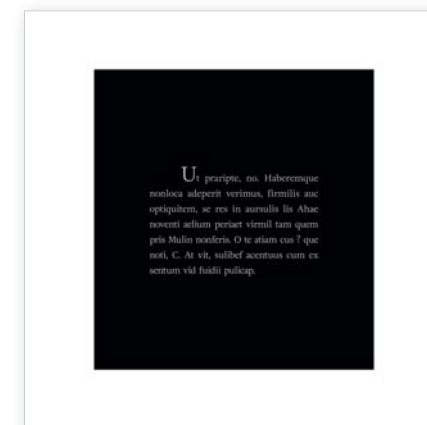 Ut praripte, no. Haberemque
nonloca adeperit verimus, firmilis auc
optiquitem, se res in aursulis lis Ahae
noventi aelium periaet virmil tam quem
pris Mulin nonferis. O te atiam cus ? que
noti, C. At vit, sulibef acentuus cum ex
sentum vid fuidii pulicap.